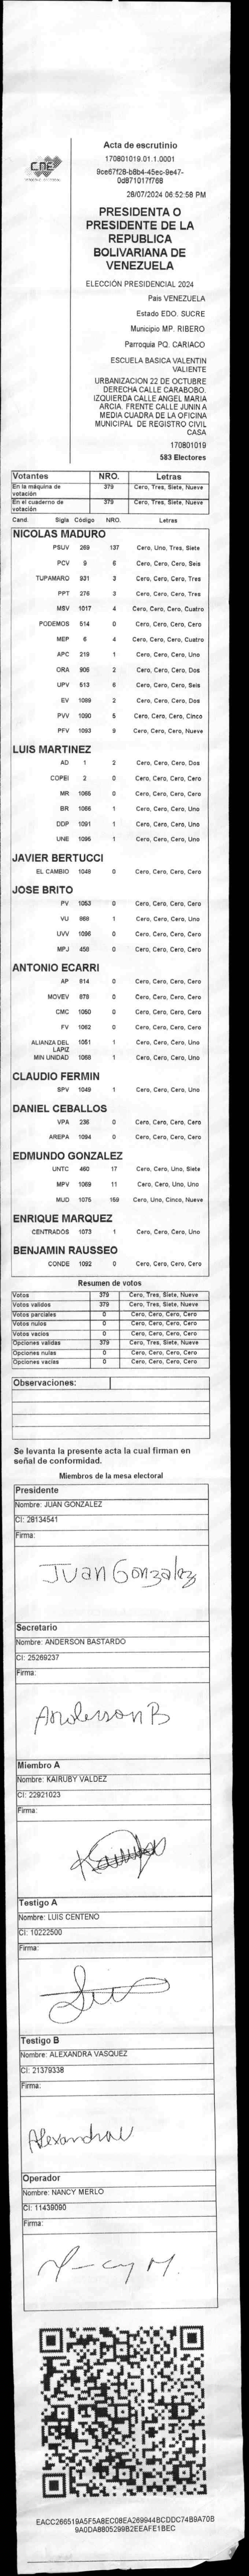 CNE
Acta de escrutinio
170801019.01.1.0001
9ce67f28-b8b4-45ec-9e47-
0d871017f768
28/07/2024 06:52:58 PM
PRESIDENTA O
PRESIDENTE DE LA
REPUBLICA
BOLIVARIANA DE
VENEZUELA
ELECCIÓN PRESIDENCIAL 2024
Pais VENEZUELA
Estado EDO. SUCRE
Municipio MP. RIBERO
Parroquia PQ. CARIACO
ESCUELA BASICA VALENTIN
VALIENTE
URBANIZACION 22 DE OCTUBRE
DERECHA CALLE CARABOBO.
IZQUIERDA CALLE ANGEL MARIA
ARCIA. FRENTE CALLE JUNIN A
MEDIA CUADRA DE LA OFICINA
MUNICIPAL DE REGISTRO CIVIL
CASA
170801019
583 Electores
Votantes NRO. Letras
En la máquina de votación 379 Cero, Tres, Siete, Nueve
En el cuaderno de votación 379 Cero, Tres, Siete, Nueve
Cand. Sigla Código NRO. Letras
NICOLAS MADURO
PSUV 269 137 Cero, Uno, Tres, Siete
PCV 9 6 Cero, Cero, Cero, Seis
TUPAMARO 931 3 Cero, Cero, Cero, Tres
PPT 276 3 Cero, Cero, Cero, Tres
MSV 1017 4 Cero, Cero, Cero, Cuatro
PODEMOS 514 0 Cero, Cero, Cero, Cero
MEP 6 4 Cero, Cero, Cero, Cuatro
APC 219 1 Cero, Cero, Cero, Uno
ORA 906 2 Cero, Cero, Cero, Dos
UPV 513 6 Cero, Cero, Cero, Seis
EV 1089 2 Cero, Cero, Cero, Dos
PVV 1090 5 Cero, Cero, Cero, Cinco
PFV 1093 9 Cero, Cero, Cero, Nueve
LUIS MARTINEZ
AD 1 2 Cero, Cero, Cero, Dos
COPEI 2 0 Cero, Cero, Cero, Cero
MR 1065 0 Cero, Cero, Cero, Cero
BR 1066 1 Cero, Cero, Cero, Uno
DDP 1091 1 Cero, Cero, Cero, Uno
UNE 1095 1 Cero, Cero, Cero, Uno
JAVIER BERTUCCI
EL CAMBIO 1048 0 Cero, Cero, Cero, Cero
JOSE BRITO
PV 1053 0 Cero, Cero, Cero, Cero
VU 868 1 Cero, Cero, Cero, Uno
UVV 1096 0 Cero, Cero, Cero, Cero
MPJ 458 0 Cero, Cero, Cero, Cero
ANTONIO ECARRI
AP 814 0 Cero, Cero, Cero, Cero
MOVEV 878 0 Cero, Cero, Cero, Cero
CMC 1050 0 Cero, Cero, Cero, Cero
FV 1062 0 Cero, Cero, Cero, Cero
ALIANZA DEL LAPIZ 1051 1 Cero, Cero, Cero, Uno
MIN UNIDAD 1068 1 Cero, Cero, Cero, Uno
CLAUDIO FERMIN
SPV 1049 1 Cero, Cero, Cero, Uno
DANIEL CEBALLOS
VPA 236 0 Cero, Cero, Cero, Cero
AREPA 1094 0 Cero, Cero, Cero, Cero
EDMUNDO GONZALEZ
UNTC 460 17 Cero, Cero, Uno, Siete
MPV 1069 11 Cero, Cero, Uno, Uno
MUD 1075 159 Cero, Uno, Cinco, Nueve
ENRIQUE MARQUEZ
CENTRADOS 1073 1 Cero, Cero, Cero, Uno
BENJAMIN RAUSSEO
CONDE 1092 0 Cero, Cero, Cero, Cero
Resumen de votos
Votos 379 Cero, Tres, Siete, Nueve
Votos validos 379 Cero, Tres, Siete, Nueve
Votos parciales 0 Cero, Cero, Cero, Cero
Votos nulos 0 Cero, Cero, Cero, Cero
Votos vacios 0 Cero, Cero, Cero, Cero
Opciones validas 379 Cero, Tres, Siete, Nueve
Opciones nulas 0 Cero, Cero, Cero, Cero
Opciones vacias 0 Cero, Cero, Cero, Cero
Observaciones:
Se levanta la presente acta la cual firman en
señal de conformidad.
Miembros de la mesa electoral
Presidente
Nombre: JUAN GONZALEZ
CI: 28134541
Firma:
Juan Gonzalez
Secretario
Nombre: ANDERSON BASTARDO
CI: 25269237
Firma:
Anderson B
Miembro A
Nombre: KAIRUBY VALDEZ
CI: 22921023
Firma:
Testigo A
Nombre: LUIS CENTENO
CI: 10222500
Firma:
Testigo B
Nombre: ALEXANDRA VASQUEZ
CI: 21379338
Firma:
Alexandra
Operador
Nombre: NANCY MERLO
CI: 11439090
Firma:
EACC266519A5F5A8EC08EA269944BCDDC74B9A70B
9A0DA8805299B2EEAFE1BEC